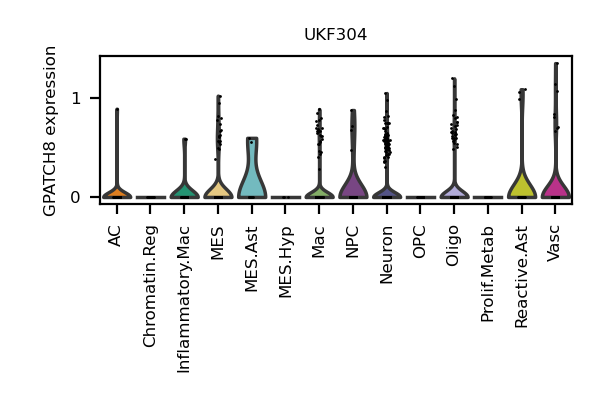 UKF304
GPATCH8 expression
1
0
AC
Chromatin.Reg
Inflammatory.Mac
MES
MES.Ast
MES.Hyp
Mac
NPC
Neuron
OPC
Oligo
Prolif.Metab
Reactive.Ast
Vasc